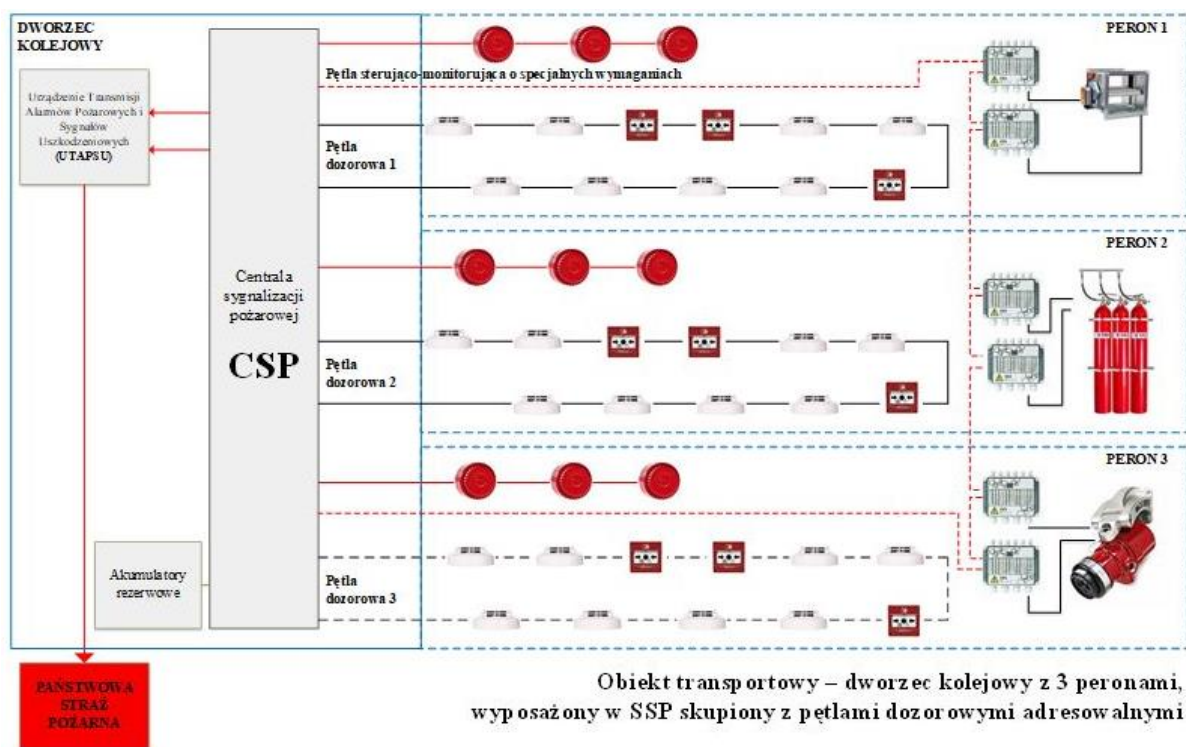 DWORZEC
KOLEJOWY
PERON 1
Pętla sterująco-monitorująca o specjalnych wymaganiach
Urządzenie Transmisji
Alarmów Pożarowych i
Sygnałów
Uszkodzeniowych
(UTAPSU)
Pętla
dozorowa 1
PERON 2
Centrala
sygnalizacji
pożarowej
CSP
Pętla
dozorowa 2
PERON 3
Akumulatory
rezerwowe
Pętla
dozorowa 3
PAŃSTWOWA
STRAŻ
POŻARNA
Obiekt transportowy – dworzec kolejowy z 3 peronami,
wyposażony w SSP skupiony z pętlami dozorowymi adresowalnymi